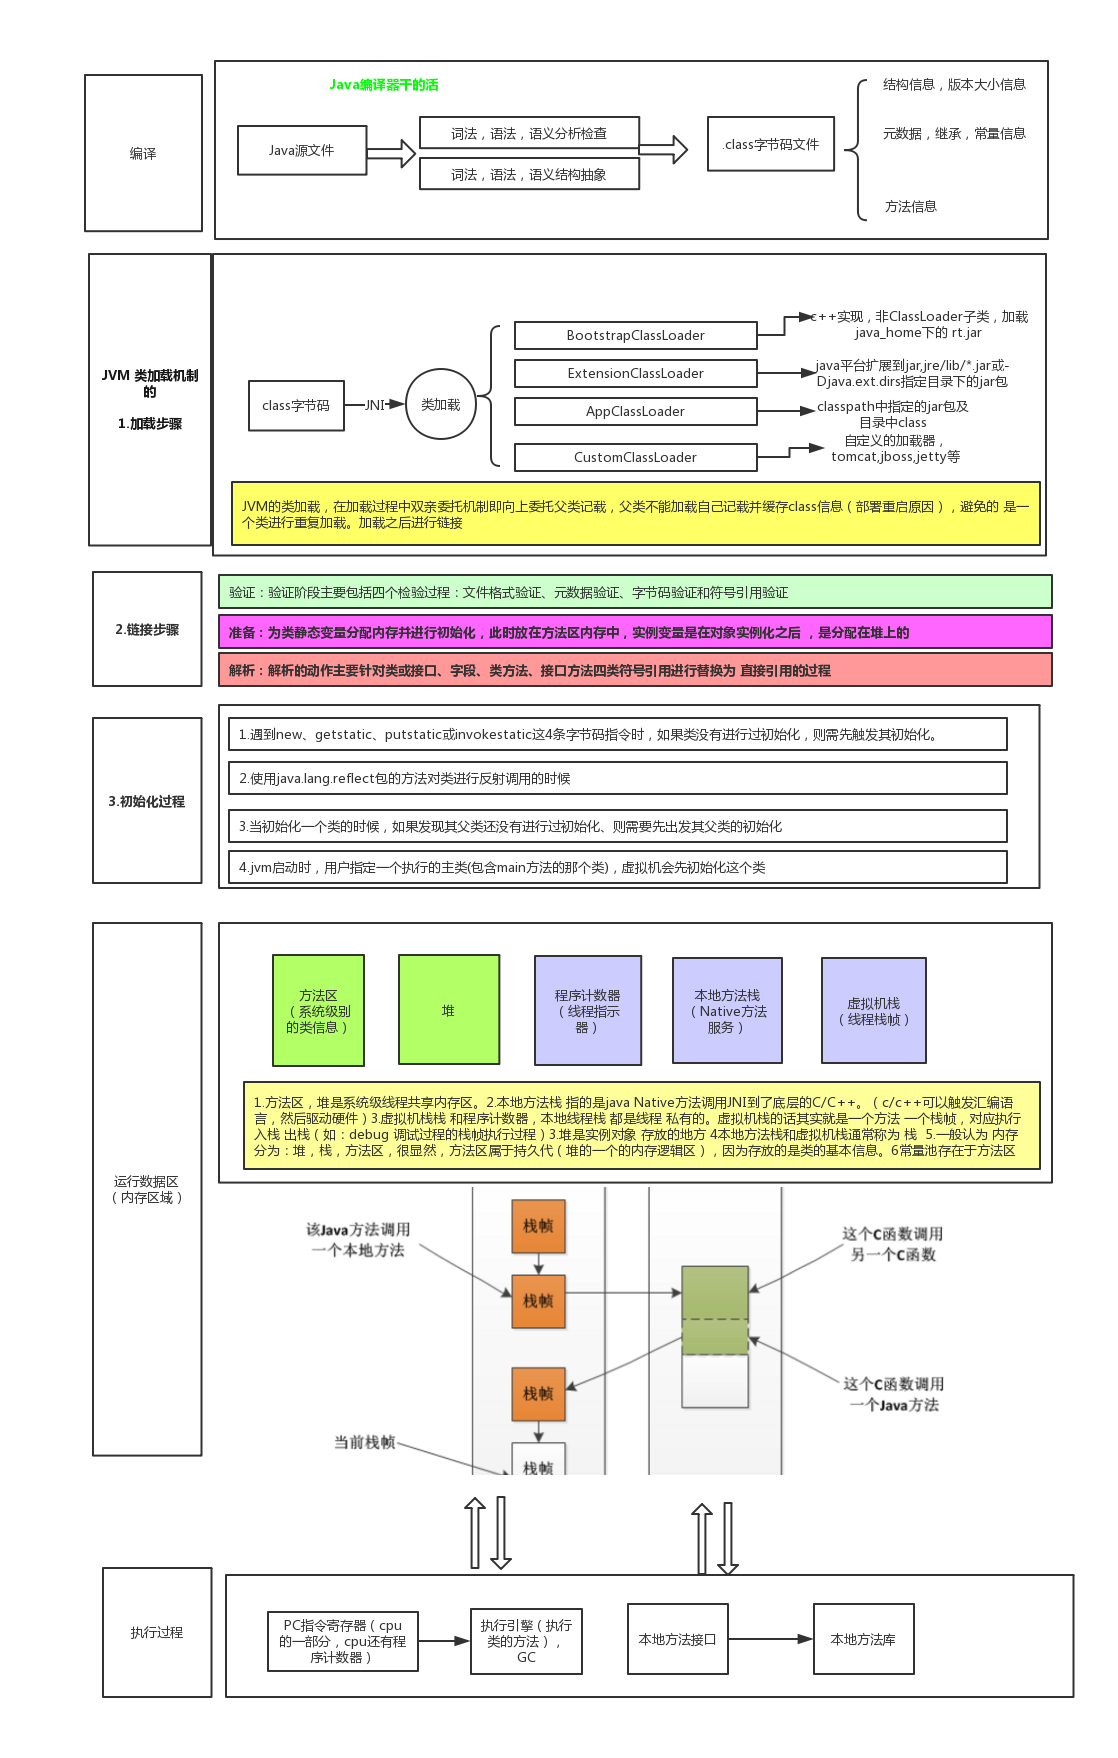 Java编译器干的活
编译
Java源文件
词法，语法，语义分析检查
词法，语法，语义结构抽象
.class字节码文件
结构信息，版本大小信息
元数据，继承，常量信息
方法信息
JVM 类加载机制
的
1.加载步骤
class字节码
JNI
类加载
BootstrapClassLoader
ExtensionClassLoader
AppClassLoader
CustomClassLoader
c++实现，非ClassLoader子类，加载
java_home下的 rt.jar
java平台扩展到jar,jre/lib/*.jar或-
Djava.ext.dirs指定目录下的jar包
classpath中指定的jar包及
目录中class
自定义的加载器，
tomcat,jboss,jetty等
JVM的类加载，在加载过程中双亲委托机制即向上委托父类记载，父类不能加载自己记载并缓存class信息（部署重启原因），避免的 是一
个类进行重复加载。加载之后进行链接
2.链接步骤
验证：验证阶段主要包括四个检验过程：文件格式验证、元数据验证、字节码验证和符号引用验证
准备：为类静态变量分配内存并进行初始化，此时放在方法区内存中，实例变量是在对象实例化之后 ，是分配在堆上的
解析：解析的动作主要针对类或接口、字段、类方法、接口方法四类符号引用进行替换为 直接引用的过程
3.初始化过程
1.遇到new、getstatic、putstatic或invokestatic这4条字节码指令时，如果类没有进行过初始化，则需先触发其初始化。
2.使用java.lang.reflect包的方法对类进行反射调用的时候
3.当初始化一个类的时候，如果发现其父类还没有进行过初始化、则需要先出发其父类的初始化
4.jvm启动时，用户指定一个执行的主类(包含main方法的那个类)，虚拟机会先初始化这个类
运行数据区
（内存区域）
方法区
（系统级别
的类信息）
堆
程序计数器
（线程指示
器）
本地方法栈
（Native方法
服务）
虚拟机栈
（线程栈帧）
1.方法区，堆是系统级线程共享内存区。2.本地方法栈 指的是java Native方法调用JNI到了底层的C/C++。（c/c++可以触发汇编语
言，然后驱动硬件）3.虚拟机栈栈 和程序计数器，本地线程栈 都是线程 私有的。虚拟机栈的话其实就是一个方法 一个栈帧，对应执行
入栈 出栈（如：debug 调试过程的栈帧执行过程）3.堆是实例对象 存放的地方 4本地方法栈和虚拟机栈通常称为 栈  5.一般认为 内存
分为：堆，栈，方法区，很显然，方法区属于持久代（堆的一个的内存逻辑区），因为存放的是类的基本信息。6常量池存在于方法区
该Java方法调用
一个本地方法
栈帧
栈帧
栈帧
栈帧
当前栈帧
这个C函数调用
另一个C函数
这个C函数调用
一个Java方法
执行过程
PC指令寄存器（cpu
的一部分，cpu还有程
序计数器）
执行引擎（执行
类的方法），
GC
本地方法接口
本地方法库